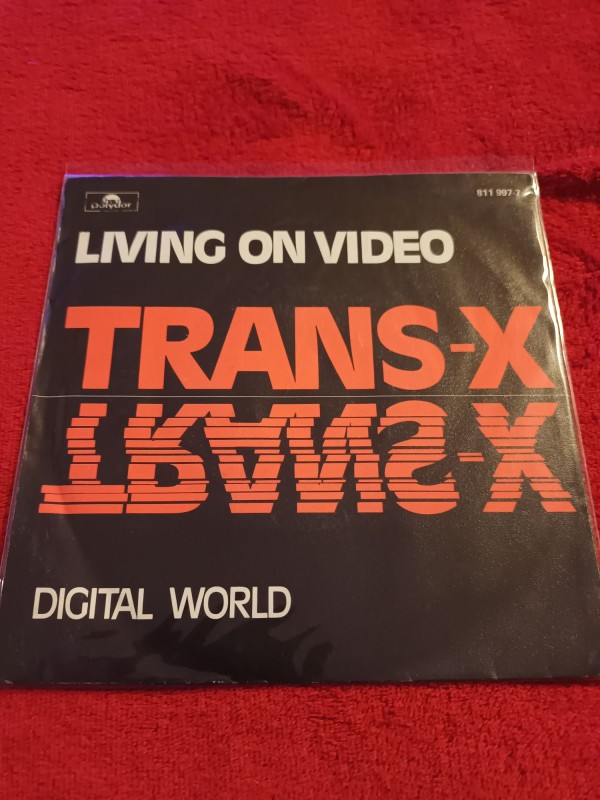 Polydor
811 997-7
LIVING ON VIDEO
TRANS-X
TRANS-X
DIGITAL WORLD